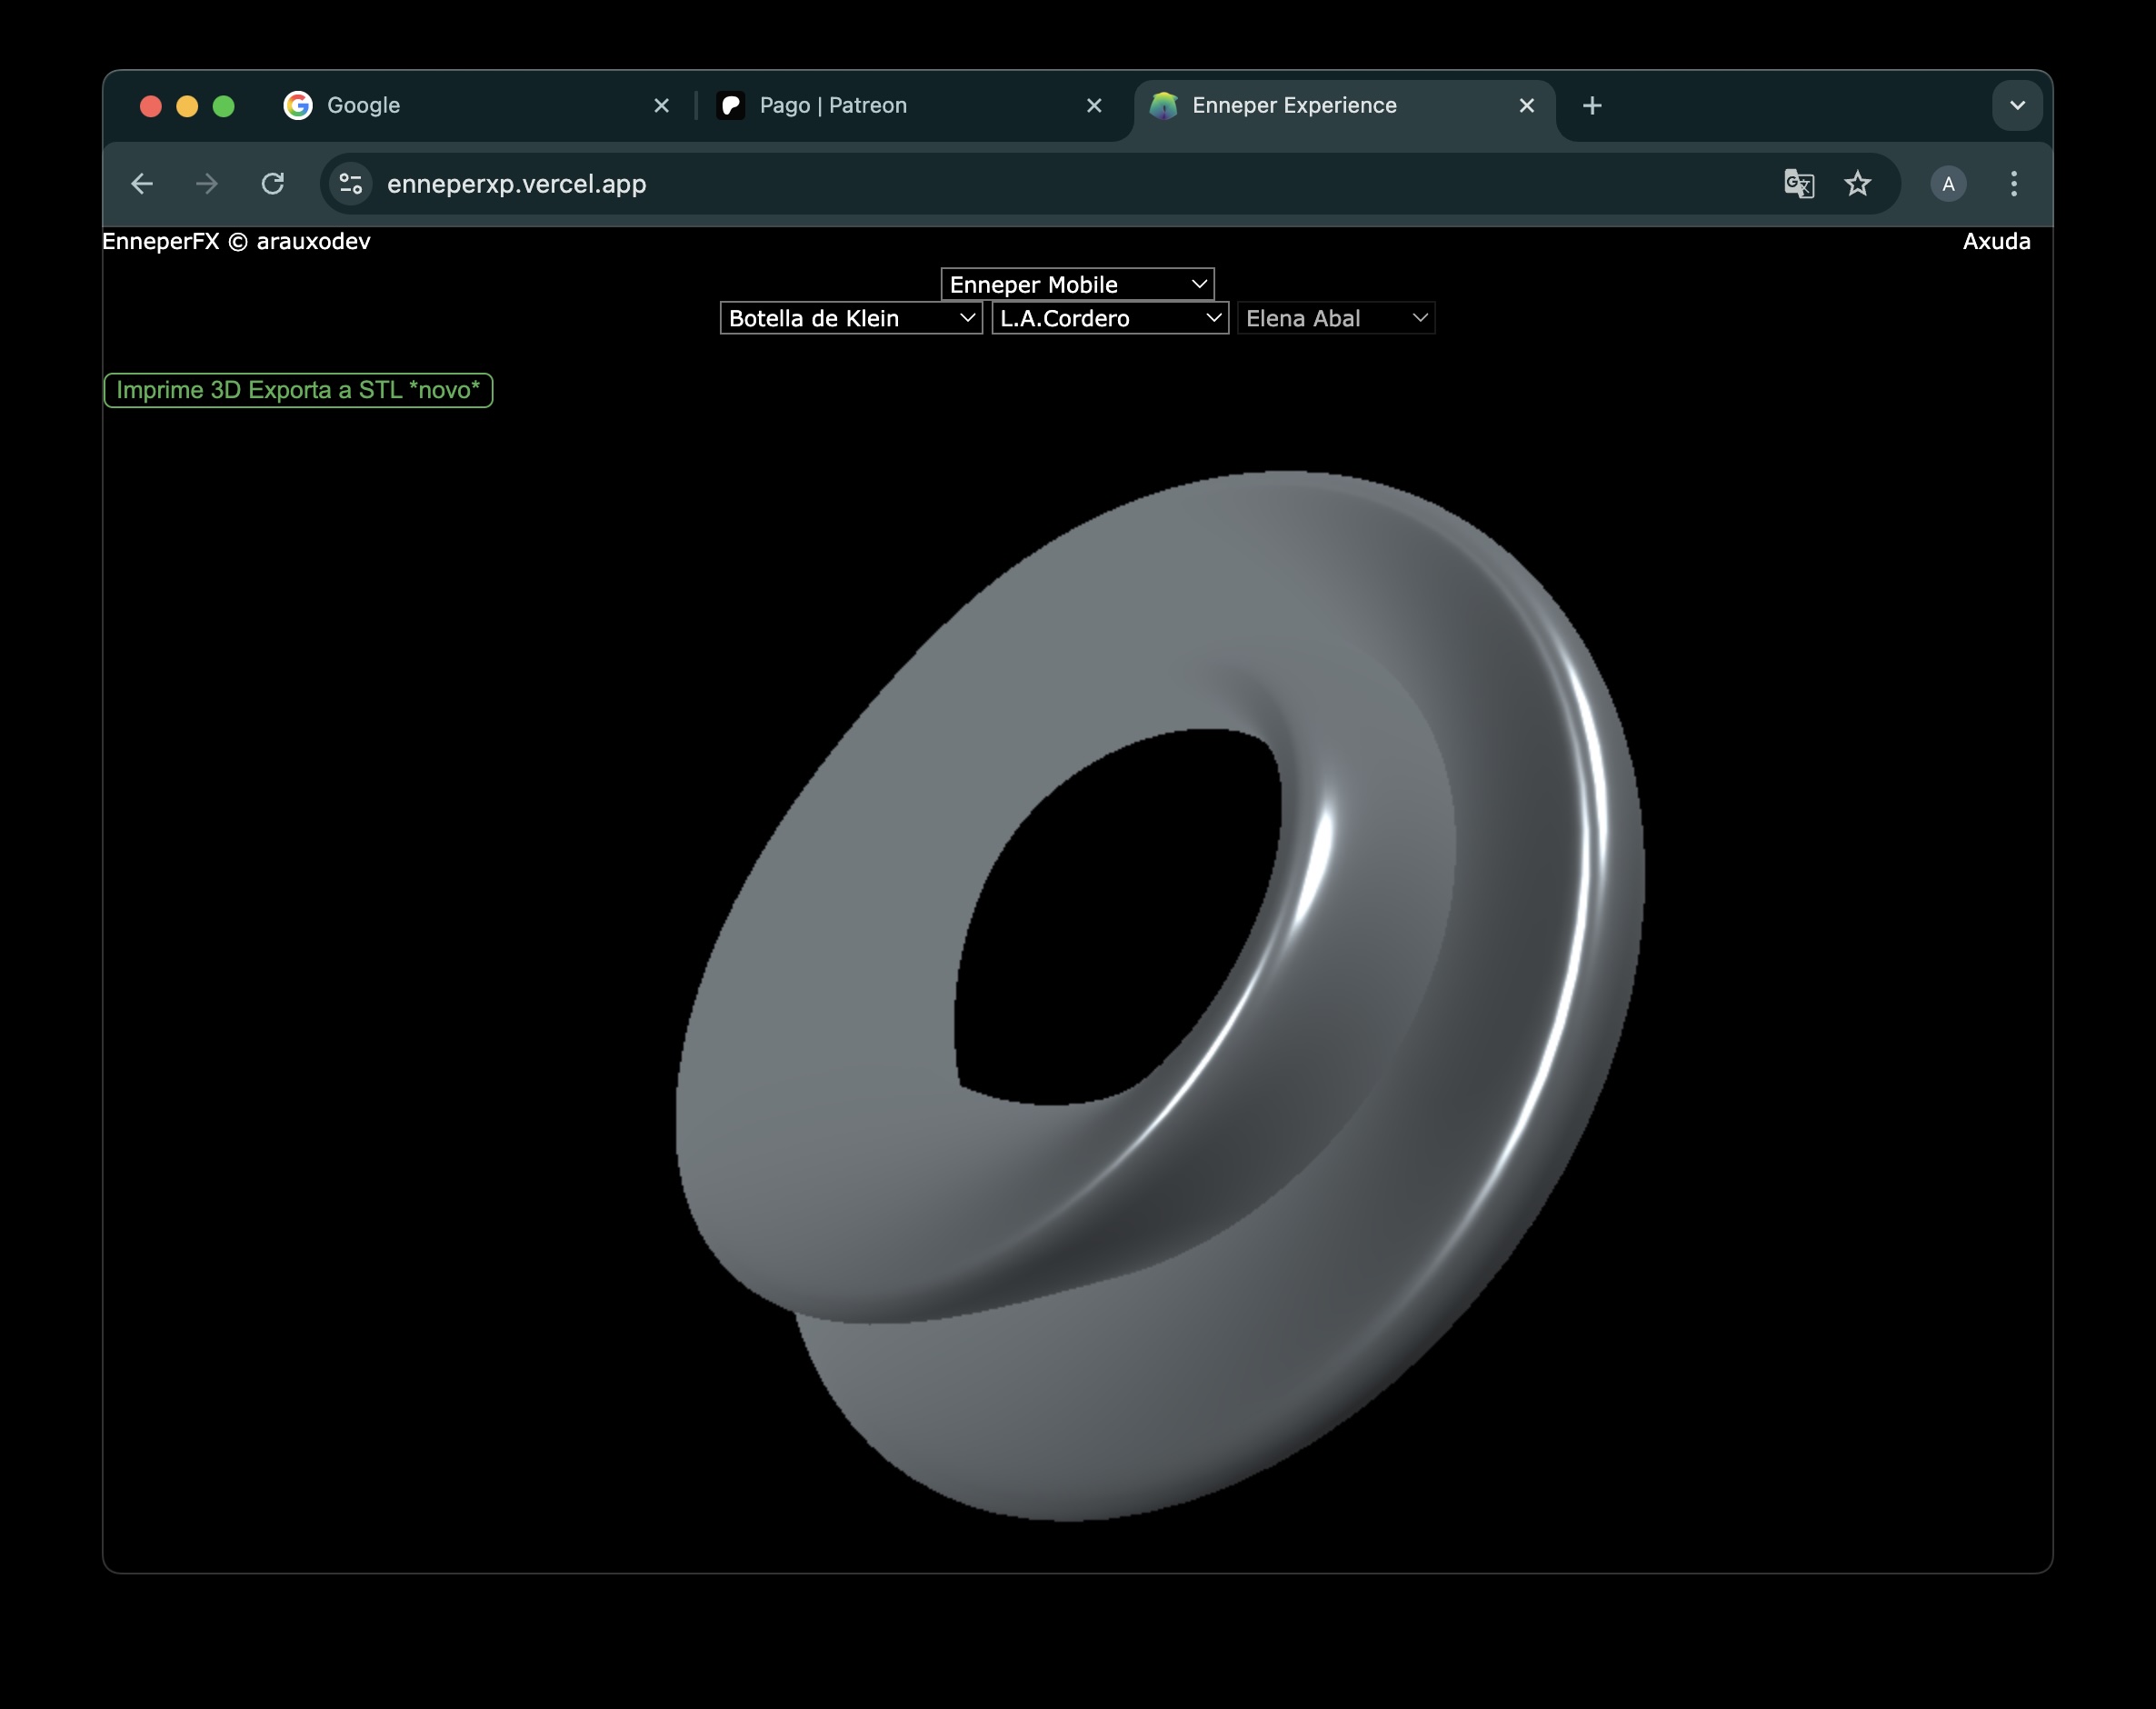 Google
Pago | Patreon
Enneper Experience
enneperxp.vercel.app
A
EnneperFX © arauxodev
Axuda
Enneper Mobile
Botella de Klein
L.A.Cordero
Elena Abal
Imprime 3D Exporta a STL *novo*